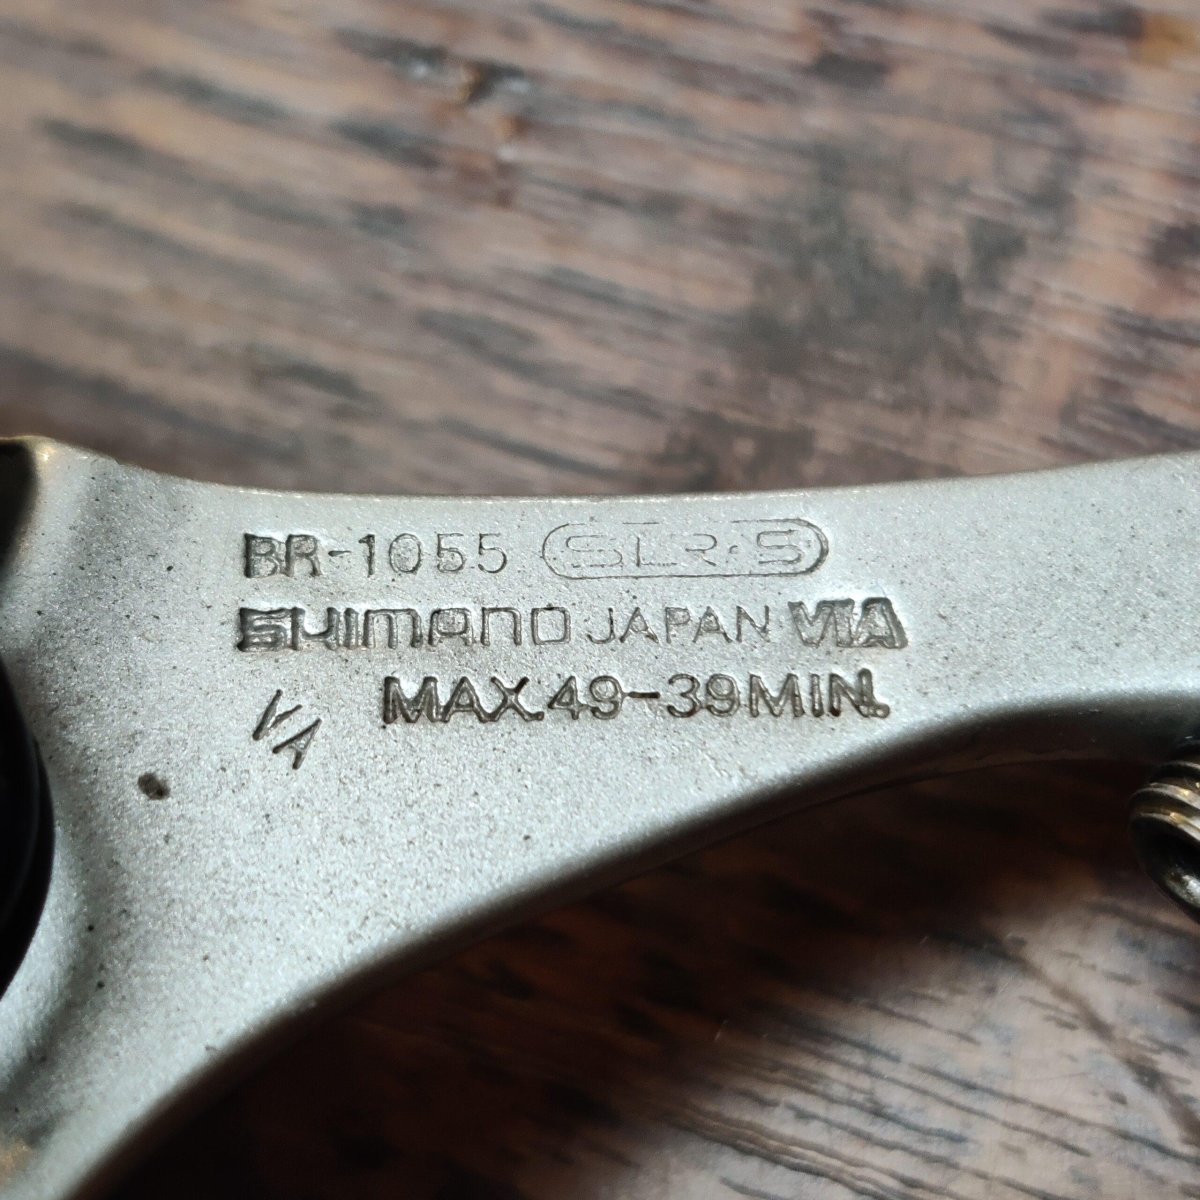 BR-1055 SLR·S
SHIMANO JAPAN VIA
MAX.49-39MIN.
VA